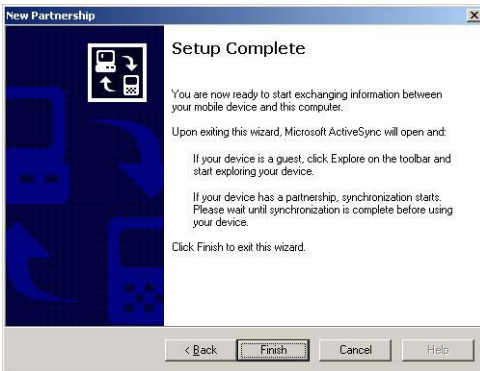 New Partnership
Setup Complete
You are now ready to start exchanging information between
your mobile device and this computer.
Upon exiting this wizard, Microsoft ActiveSync will open and:
If your device is a guest, click Explore on the toolbar and
start exploring your device.
If your device has a partnership, synchronization starts.
Please wait until synchronization is complete before using
your device.
Click Finish to exit this wizard.
< Back Finish Cancel Help